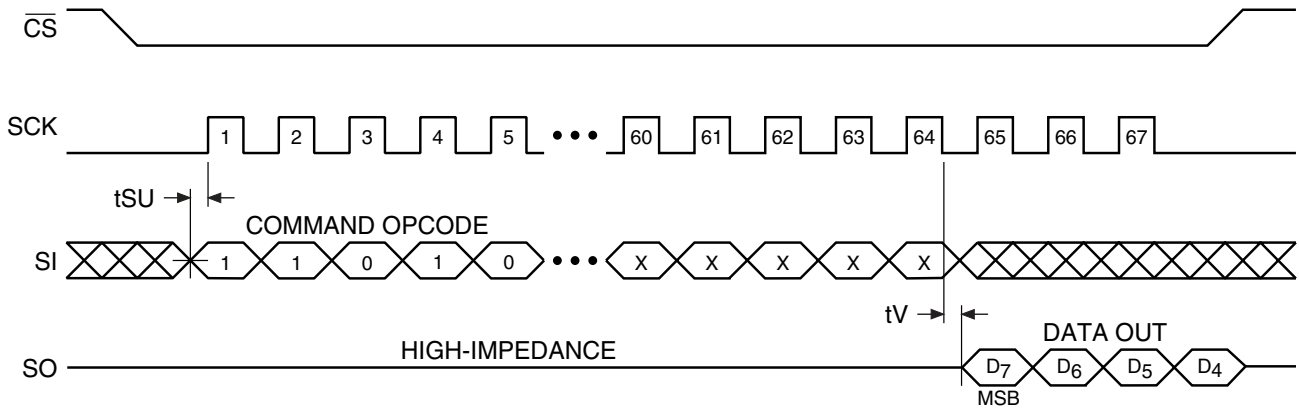 CS
SCK 1 2 3 4 5 ••• 60 61 62 63 64 65 66 67
tSU
COMMAND OPCODE
SI 1 1 0 1 0 ••• X X X X X
tV
HIGH-IMPEDANCE DATA OUT
SO D7 D6 D5 D4
MSB